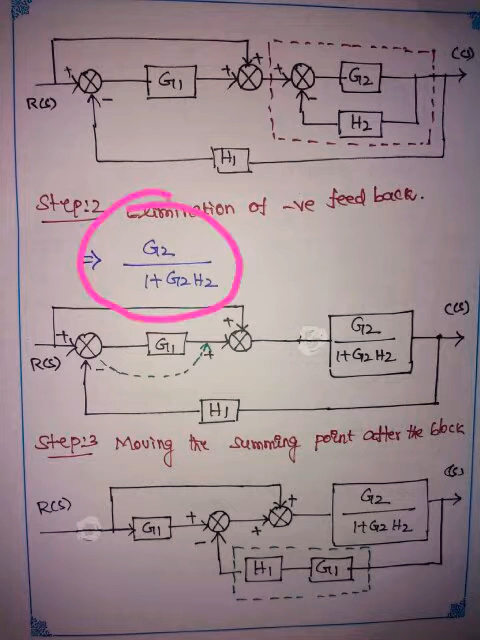 + + + + C(s)
R(s) G1 G2
- -
H2
H1
Step:2 Elimination of -ve feed back.
⇒ G2
1+G2H2
C(s)
+ + G2
R(s) G1 + 1+G2H2
-
H1
Step:3 Moving the summing point after the block
C(s)
R(s) + G2
G1 + + 1+G2H2
-
H1 G1